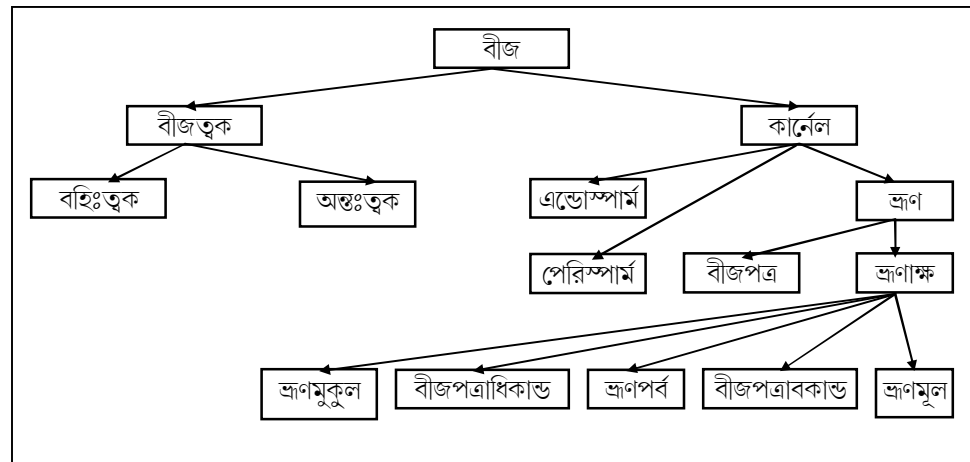 বীজ
বীজত্বক কার্নেল
বহিঃত্বক অন্তঃত্বক এন্ডোস্পার্ম ভ্রূণ
পেরিস্পার্ম বীজপত্র ভ্রূণাক্ষ
ভ্রূণমুকুল বীজপত্রাধিকান্ড ভ্রূণপর্ব বীজপত্রাবকান্ড ভ্রূণমূল